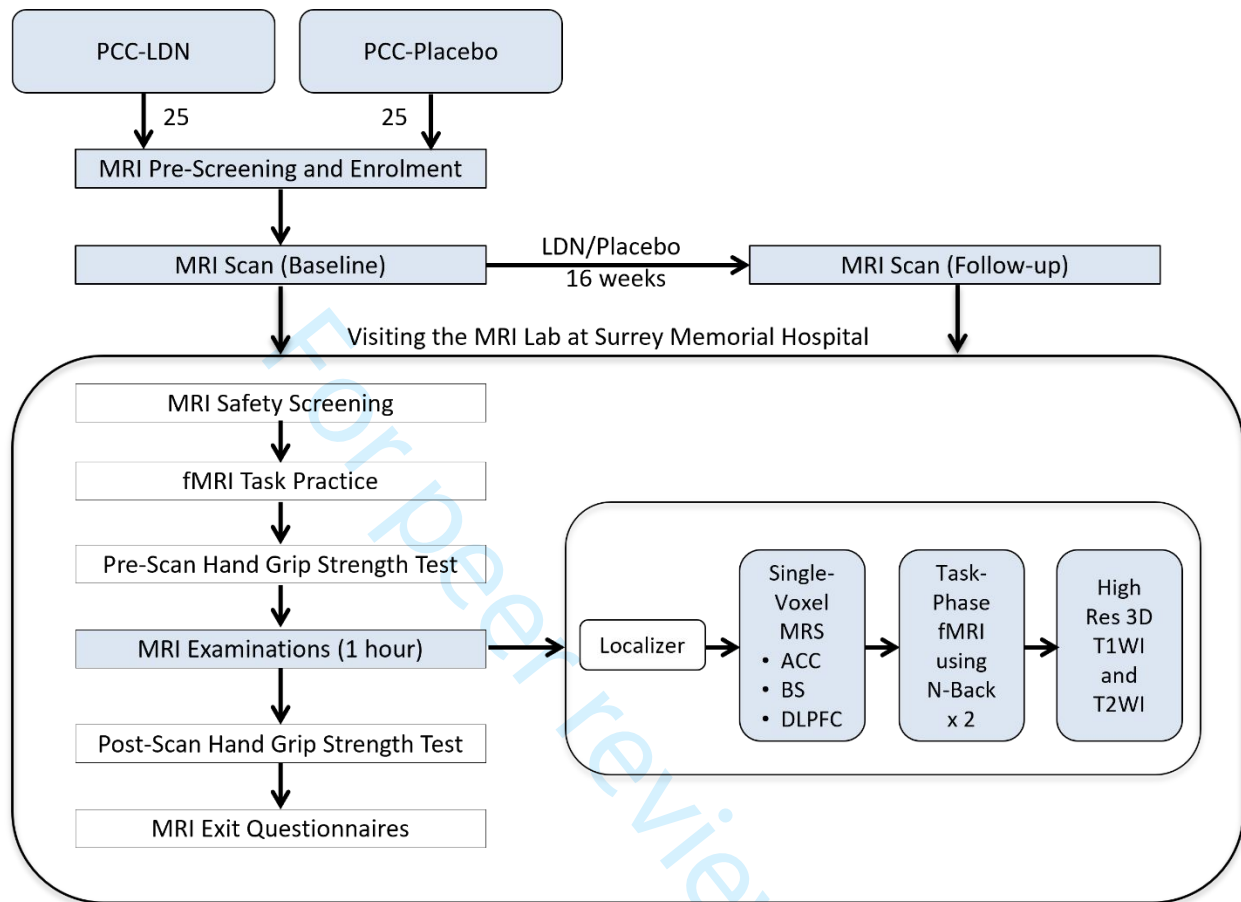 PCC-LDN
PCC-Placebo
25
25
MRI Pre-Screening and Enrolment
MRI Scan (Baseline)
LDN/Placebo
16 weeks
MRI Scan (Follow-up)
Visiting the MRI Lab at Surrey Memorial Hospital
MRI Safety Screening
fMRI Task Practice
Pre-Scan Hand Grip Strength Test
MRI Examinations (1 hour)
Post-Scan Hand Grip Strength Test
MRI Exit Questionnaires
Localizer
Single-
Voxel
MRS
• ACC
• BS
• DLPFC
Task-
Phase
fMRI
using
N-Back
x 2
High
Res 3D
T1WI
and
T2WI
For peer review